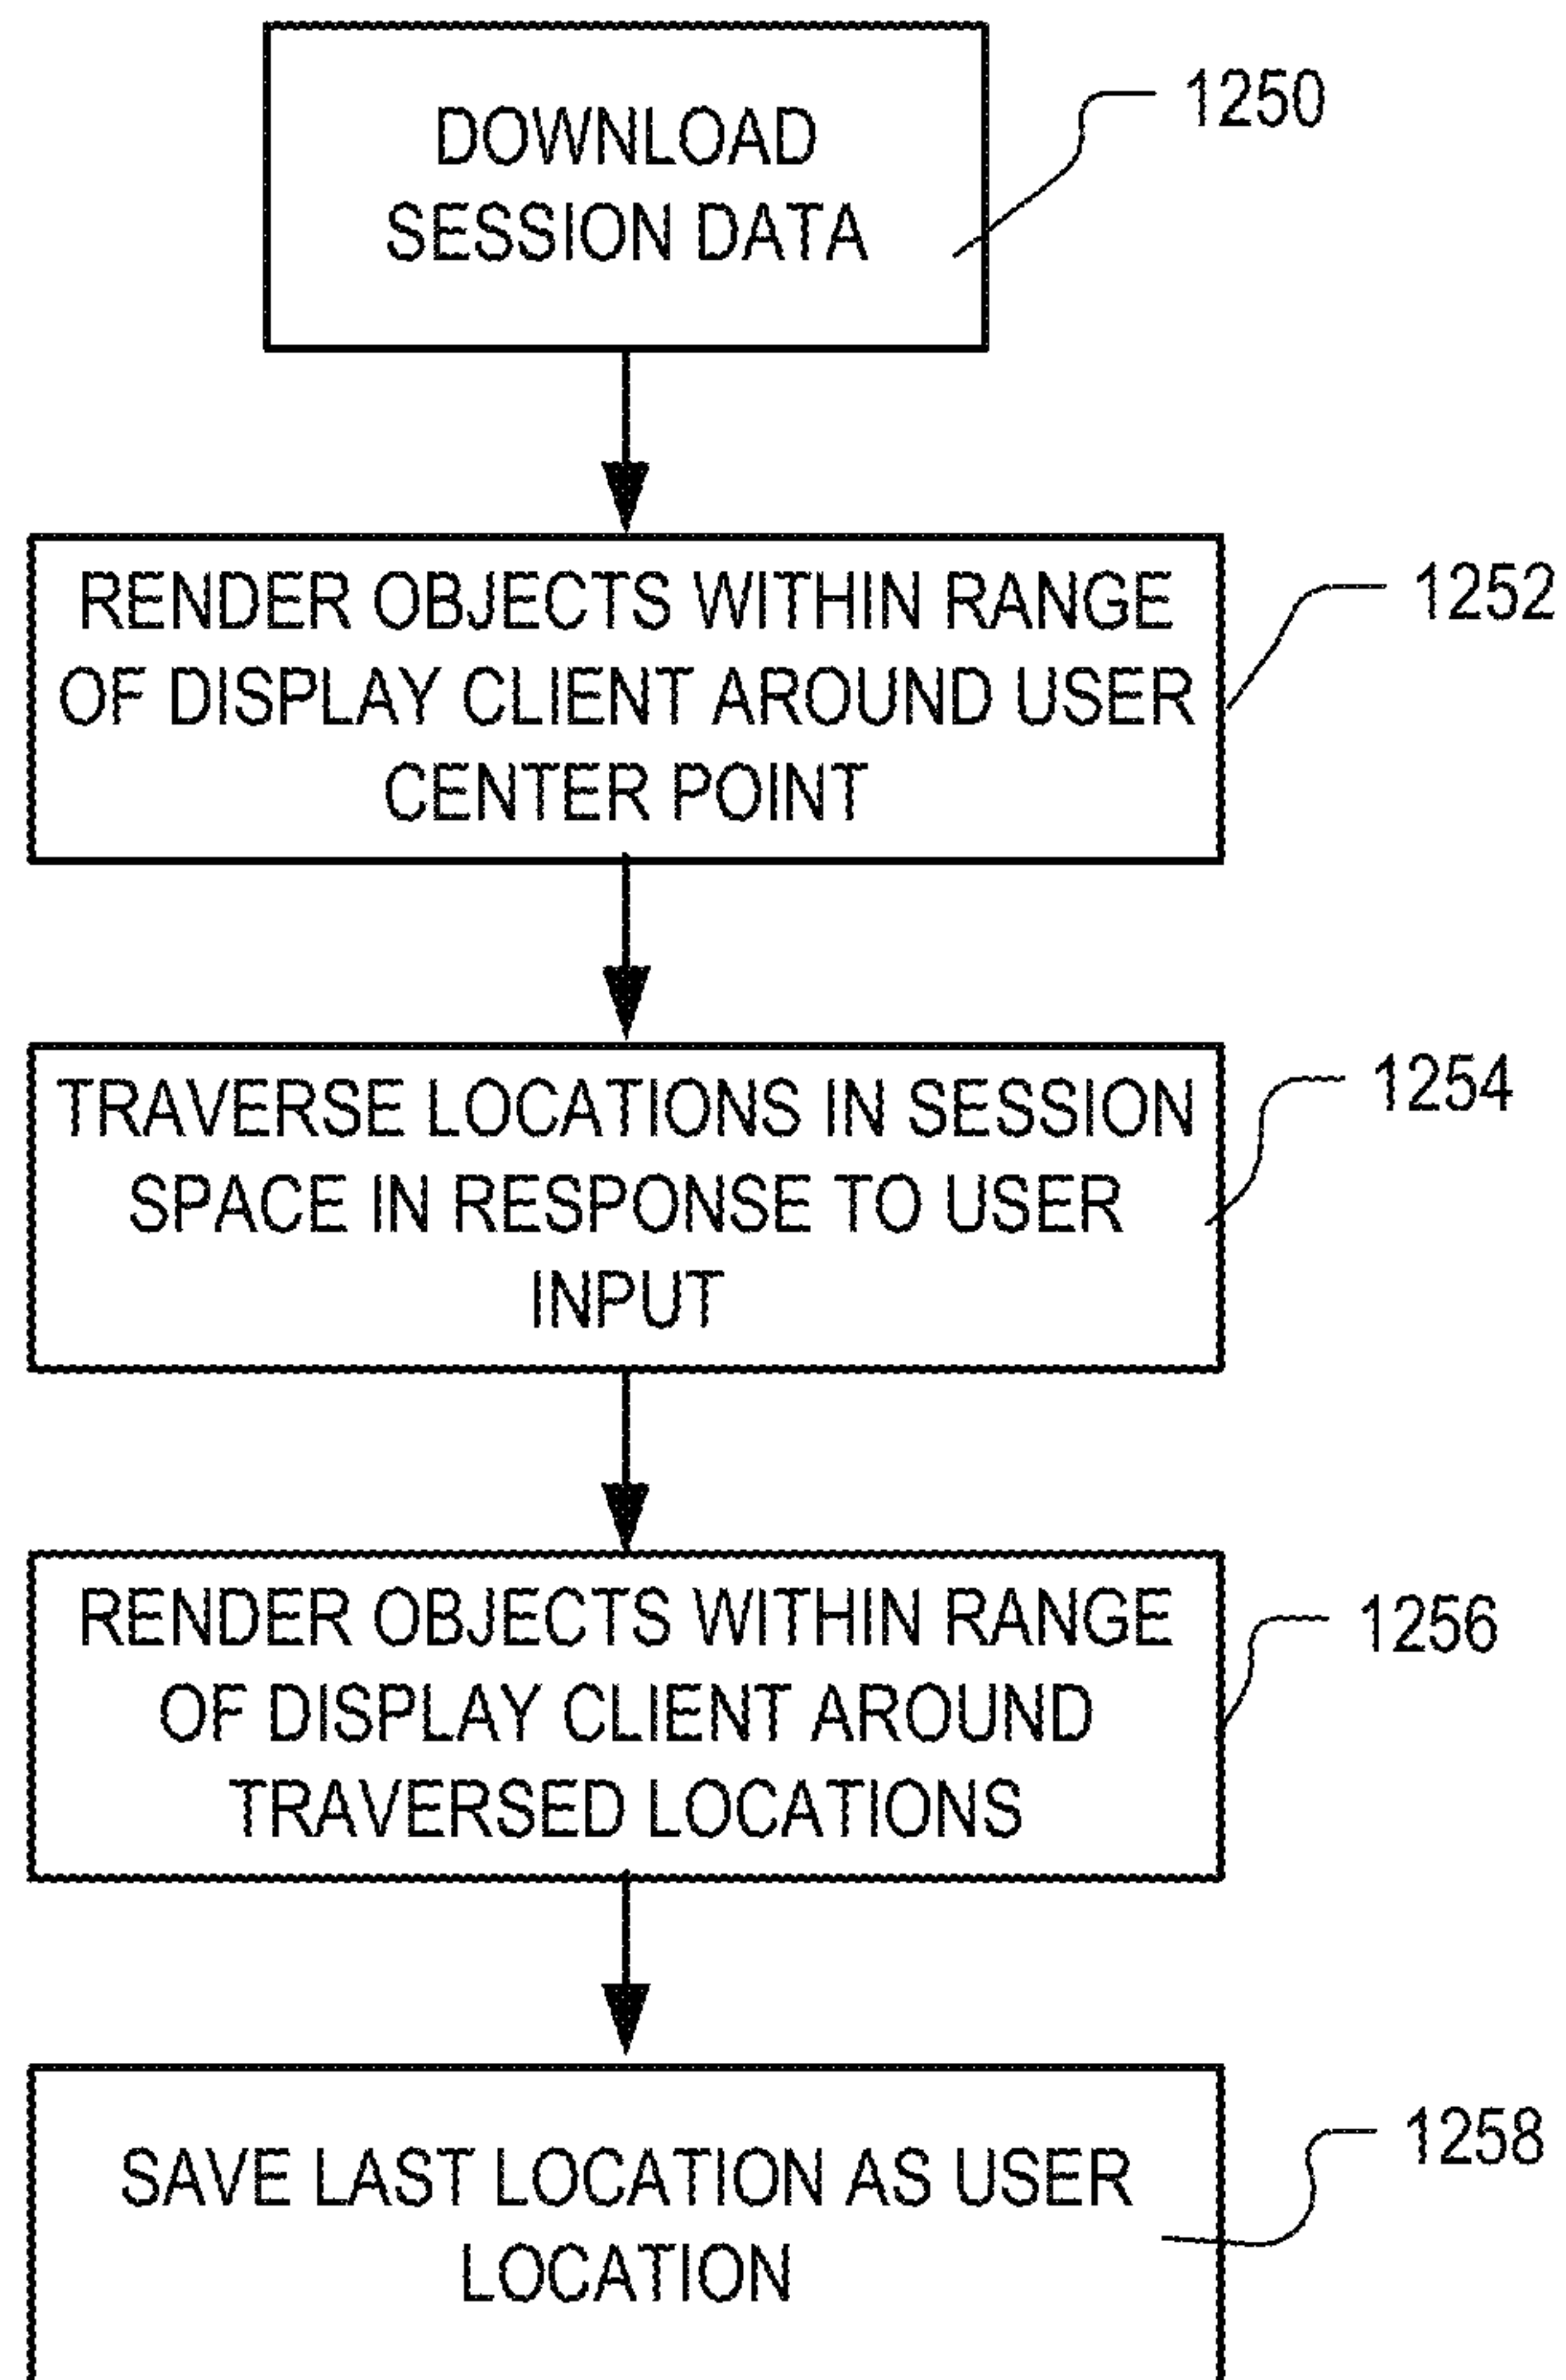 DOWNLOAD
SESSION DATA
1250
RENDER OBJECTS WITHIN RANGE
OF DISPLAY CLIENT AROUND USER
CENTER POINT
1252
TRAVERSE LOCATIONS IN SESSION
SPACE IN RESPONSE TO USER
INPUT
1254
RENDER OBJECTS WITHIN RANGE
OF DISPLAY CLIENT AROUND
TRAVERSED LOCATIONS
1256
SAVE LAST LOCATION AS USER
LOCATION
1258